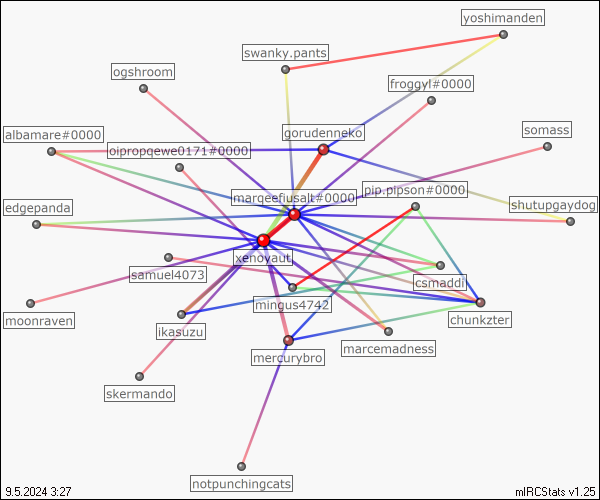 yoshimanden
swanky.pants
ogshroom
froggyl#0000
gorudenneko
somass
albamare#0000
oipropqewe0171#0000
pip.pipson#0000
marqeefiusalt#0000
shutupgaydog
edgepanda
xenovaut
samuel4073
csmaddi
mingus4742
moonraven
chunkzter
ikasuzu
marcemadness
mercurybro
skermando
notpunchingcats
9.5.2024 3:27
mIRCStats v1.25